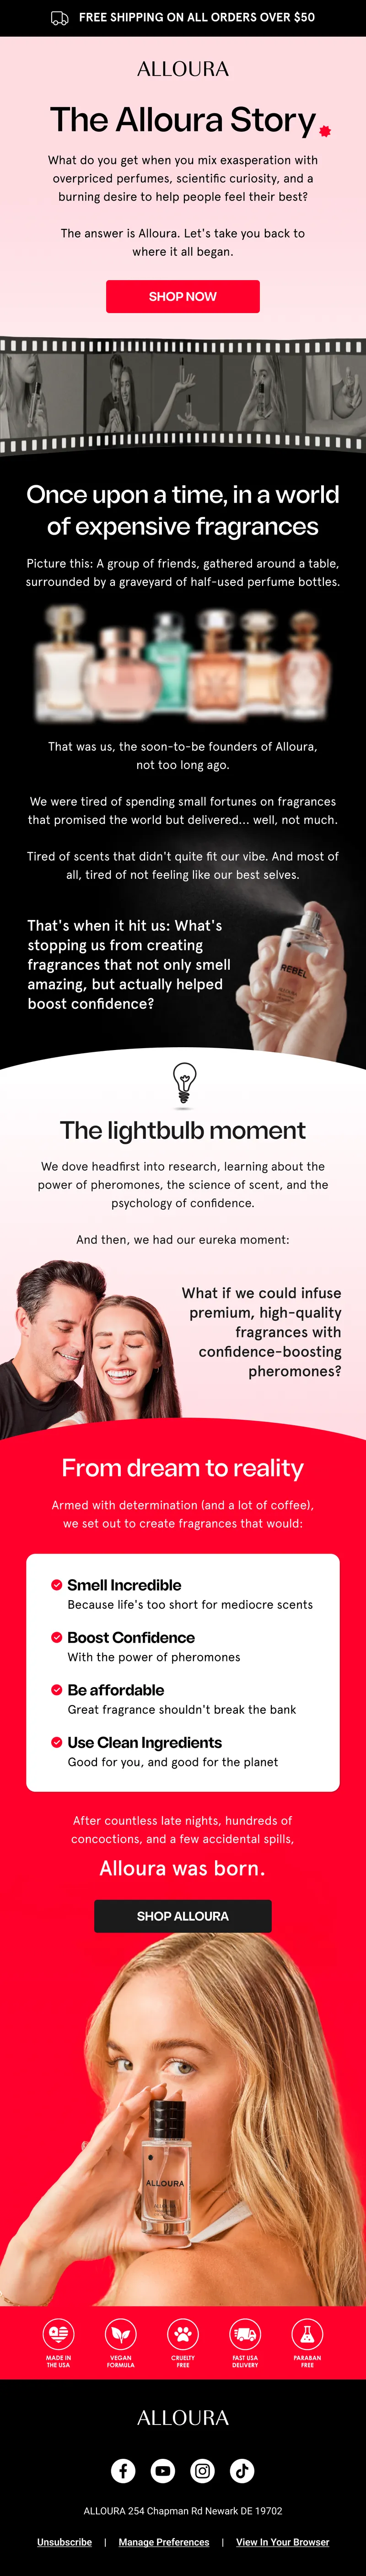 FREE SHIPPING ON ALL ORDERS OVER $50
ALLOURA
The Alloura Story
What do you get when you mix exasperation with
overpriced perfumes, scientific curiosity, and a
burning desire to help people feel their best?
The answer is Alloura. Let's take you back to
where it all began.
SHOP NOW
Once upon a time, in a world
of expensive fragrances
Picture this: A group of friends, gathered around a table,
surrounded by a graveyard of half-used perfume bottles.
That was us, the soon-to-be founders of Alloura,
not too long ago.
We were tired of spending small fortunes on fragrances
that promised the world but delivered... well, not much.
Tired of scents that didn't quite fit our vibe. And most of
all, tired of not feeling like our best selves.
That's when it hit us: What's
stopping us from creating
fragrances that not only smell
amazing, but actually helped
boost confidence?
REBEL
The lightbulb moment
We dove headfirst into research, learning about the
power of pheromones, the science of scent, and the
psychology of confidence.
And then, we had our eureka moment:
What if we could infuse
premium, high-quality
fragrances with
confidence-boosting
pheromones?
From dream to reality
Armed with determination (and a lot of coffee),
we set out to create fragrances that would:
Smell Incredible
Because life's too short for mediocre scents
Boost Confidence
With the power of pheromones
Be affordable
Great fragrance shouldn't break the bank
Use Clean Ingredients
Good for you, and good for the planet
After countless late nights, hundreds of
concoctions, and a few accidental spills,
Alloura was born.
SHOP ALLOURA
ALLOURA
MADE IN
THE USA
VEGAN
FORMULA
CRUELTY
FREE
FAST USA
DELIVERY
PARABAN
FREE
ALLOURA
ALLOURA 254 Chapman Rd Newark DE 19702
Unsubscribe | Manage Preferences | View In Your Browser